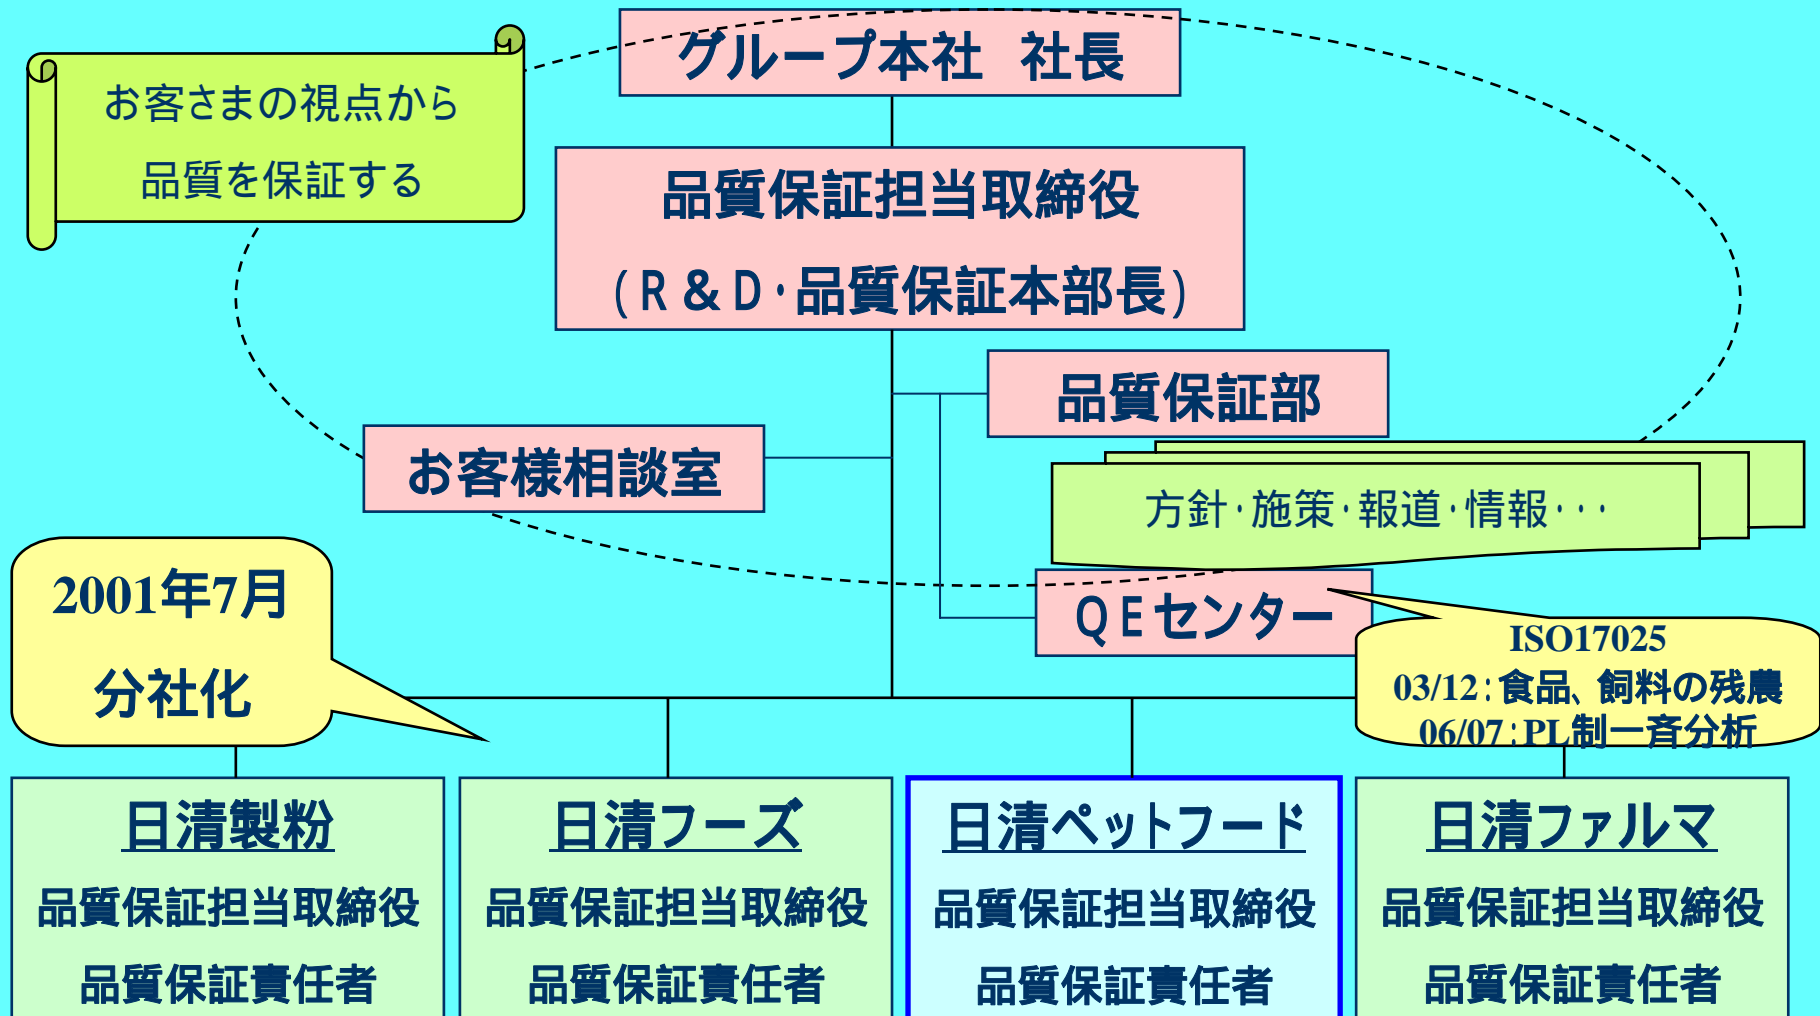 グループ本社　社長
お客さまの視点から
品質を保証する
品質保証担当取締役
(Ｒ＆Ｄ・品質保証本部長)
品質保証部
お客様相談室
方針・施策・報道・情報・・・
2001年7月
分社化
ＱＥセンター
ISO17025
03/12：食品、飼料の残農
06/07：PL制一斉分析
日清製粉
品質保証担当取締役
品質保証責任者
日清フーズ
品質保証担当取締役
品質保証責任者
日清ペットフード
品質保証担当取締役
品質保証責任者
日清ファルマ
品質保証担当取締役
品質保証責任者